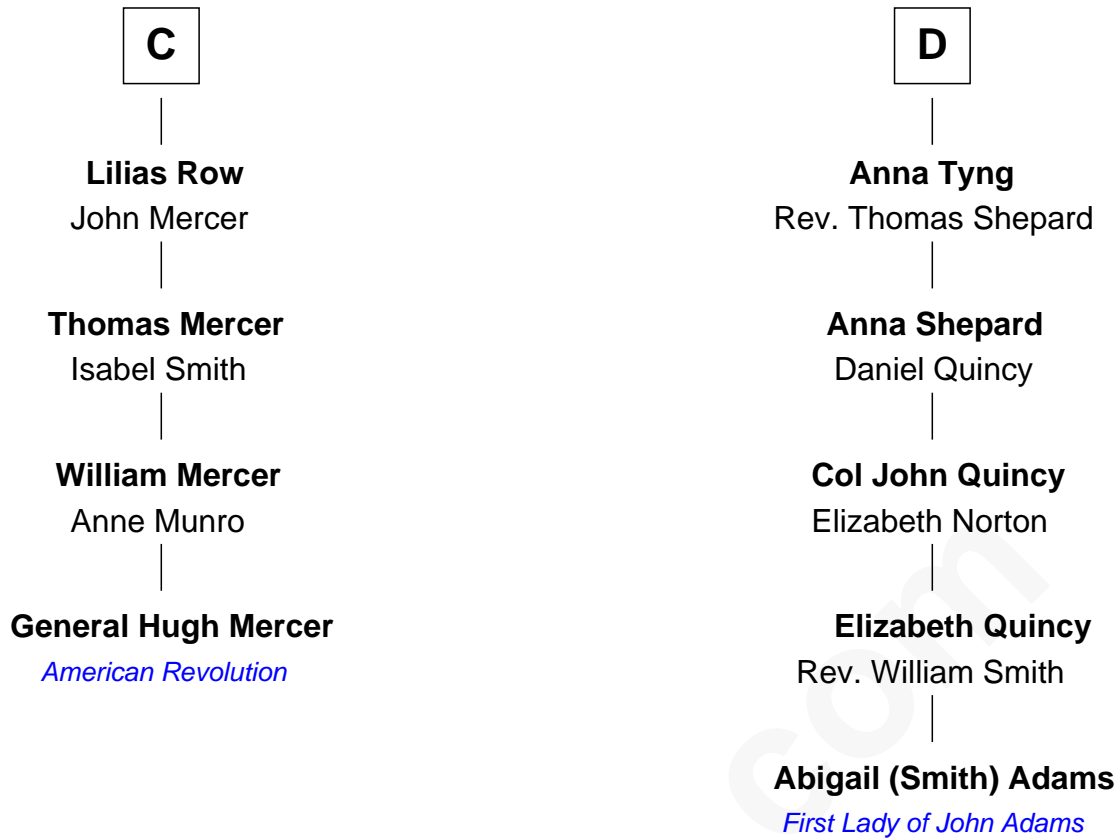 C
Lilias Row
John Mercer
Thomas Mercer
Isabel Smith
William Mercer
Anne Munro
General Hugh Mercer
American Revolution
D
Anna Tyng
Rev. Thomas Shepard
Anna Shepard
Daniel Quincy
Col John Quincy
Elizabeth Norton
Elizabeth Quincy
Rev. William Smith
Abigail (Smith) Adams
First Lady of John Adams
com